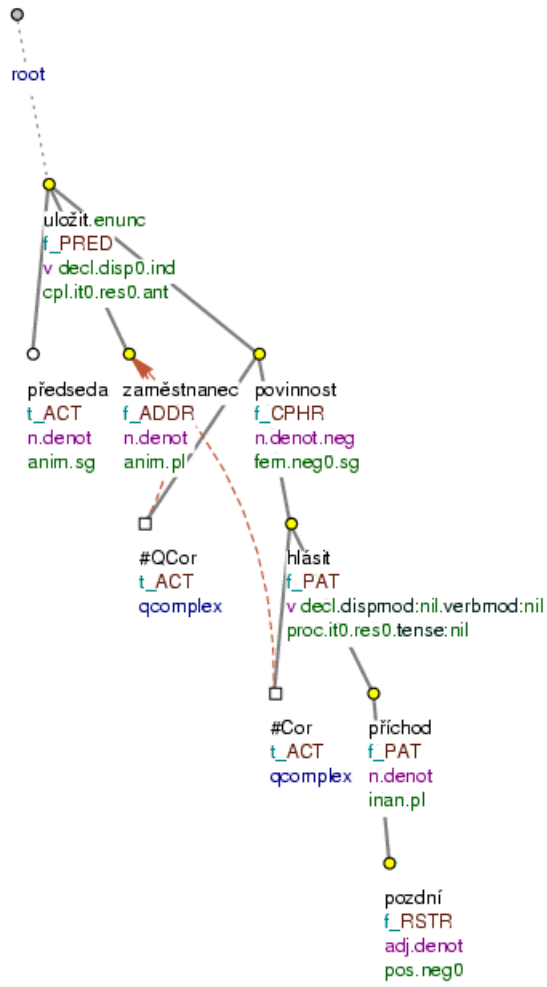 root
uložit.enunc
f_PRED
v decl.disp0.ind
cpl.it0.res0.ant
předseda
t_ACT
n.denot
anim.sg
zaměstnanec
f_ADDR
n.denot
anim.pl
povinnost
f_CPHR
n.denot.neg
fem.neg0.sg
#QCor
t_ACT
qcomplex
hlásit
f_PAT
v decl.dispmod:nil.verbmod:nil
proc.it0.res0.tense:nil
#Cor
t_ACT
qcomplex
příchod
f_PAT
n.denot
inan.pl
pozdní
f_RSTR
adj.denot
pos.neg0